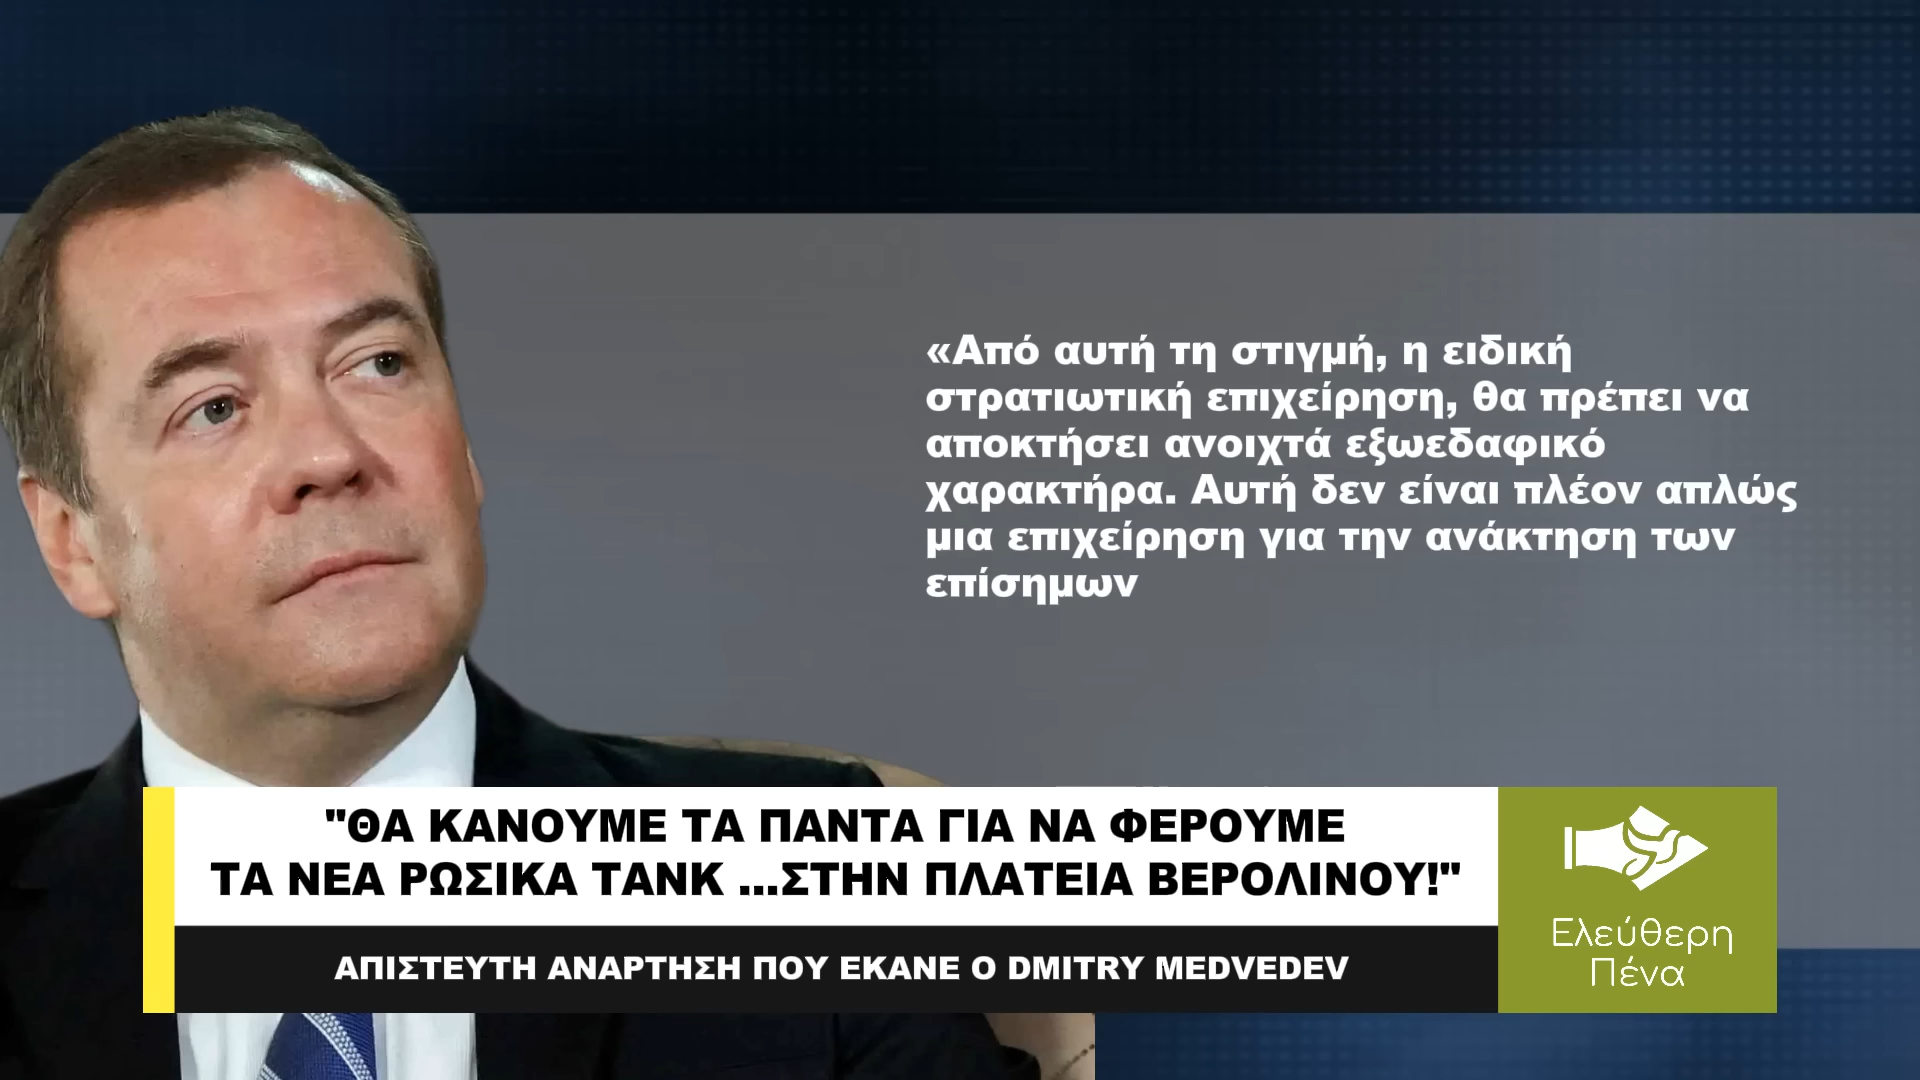 «Από αυτή τη στιγμή, η ειδική
στρατιωτική επιχείρηση, θα πρέπει να
αποκτήσει ανοιχτά εξωεδαφικό
χαρακτήρα. Αυτή δεν είναι πλέον απλώς
μια επιχείρηση για την ανάκτηση των
επίσημων
"ΘΑ ΚΑΝΟΥΜΕ ΤΑ ΠΑΝΤΑ ΓΙΑ ΝΑ ΦΕΡΟΥΜΕ
ΤΑ ΝΕΑ ΡΩΣΙΚΑ ΤΑΝΚ ...ΣΤΗΝ ΠΛΑΤΕΙΑ ΒΕΡΟΛΙΝΟΥ!"
ΑΠΙΣΤΕΥΤΗ ΑΝΑΡΤΗΣΗ ΠΟΥ ΕΚΑΝΕ Ο DMITRY MEDVEDEV
Ελεύθερη
Πένα